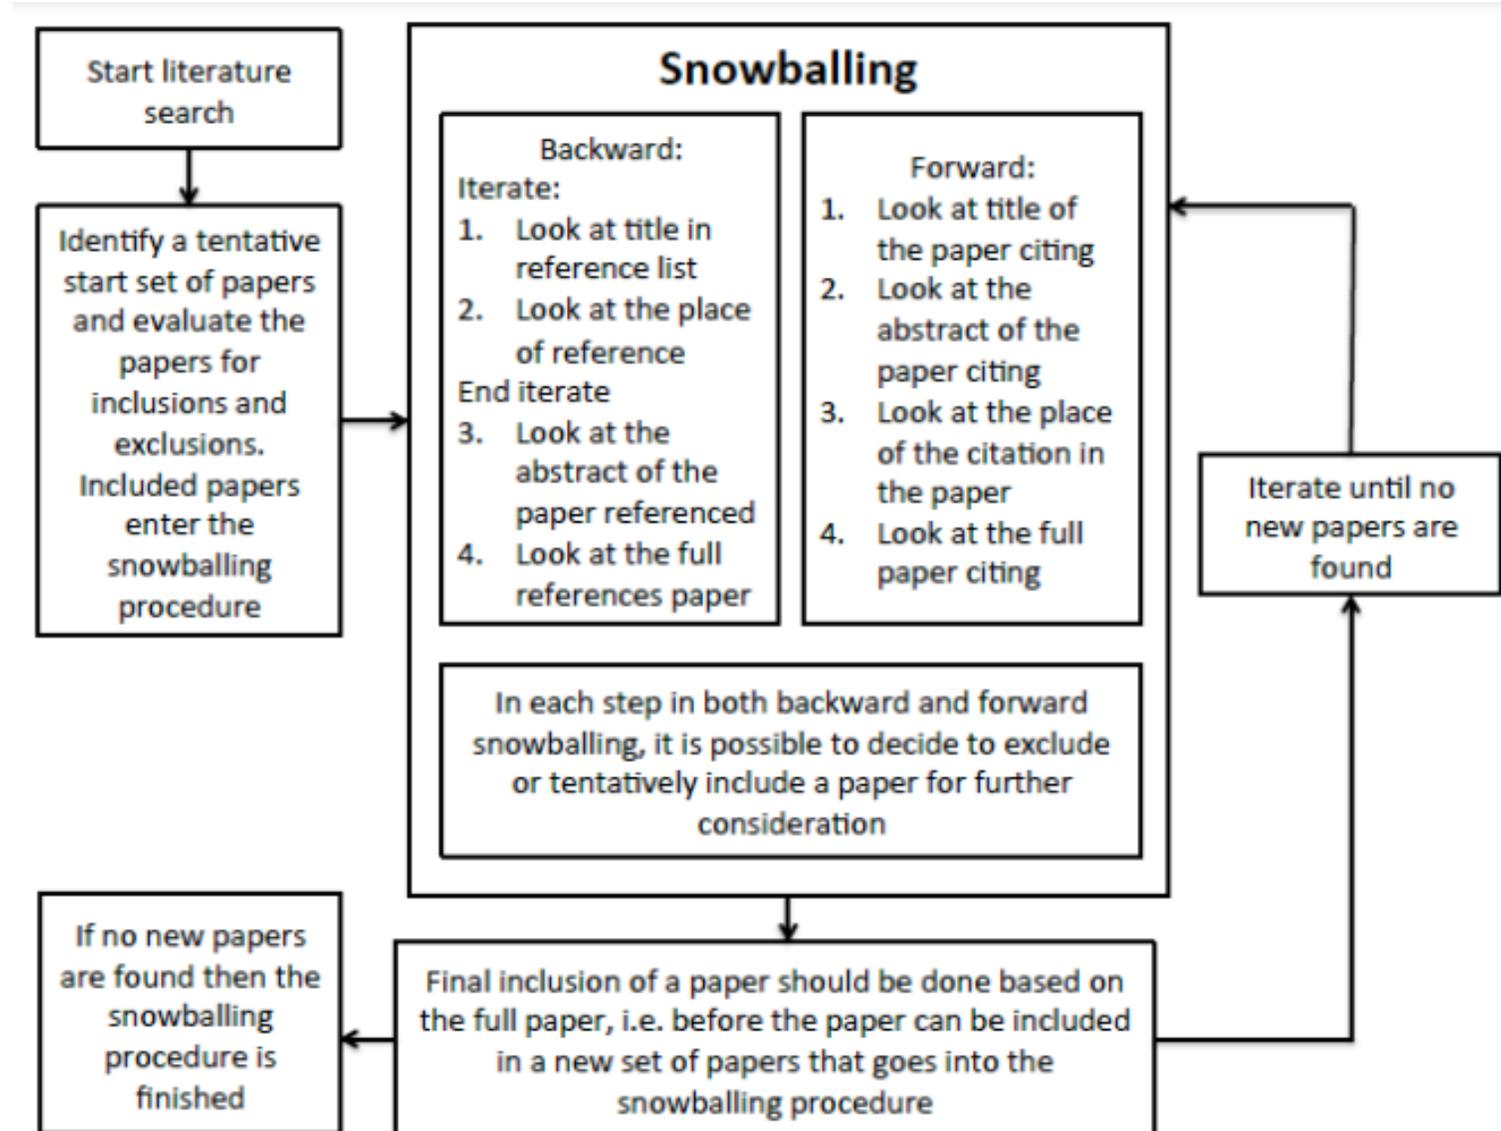 Start literature
search
Identify a tentative
start set of papers
and evaluate the
papers for
inclusions and
exclusions.
Included papers
enter the
snowballing
procedure
Snowballing
Backward:
Iterate:
1. Look at title in
reference list
2. Look at the place
of reference
End iterate
3. Look at the
abstract of the
paper referenced
4. Look at the full
references paper
Forward:
1. Look at title of
the paper citing
2. Look at the
abstract of the
paper citing
3. Look at the place
of the citation in
the paper
4. Look at the full
paper citing
In each step in both backward and forward
snowballing, it is possible to decide to exclude
or tentatively include a paper for further
consideration
Iterate until no
new papers are
found
Final inclusion of a paper should be done based on
the full paper, i.e. before the paper can be included
in a new set of papers that goes into the
snowballing procedure
If no new papers
are found then the
snowballing
procedure is
finished